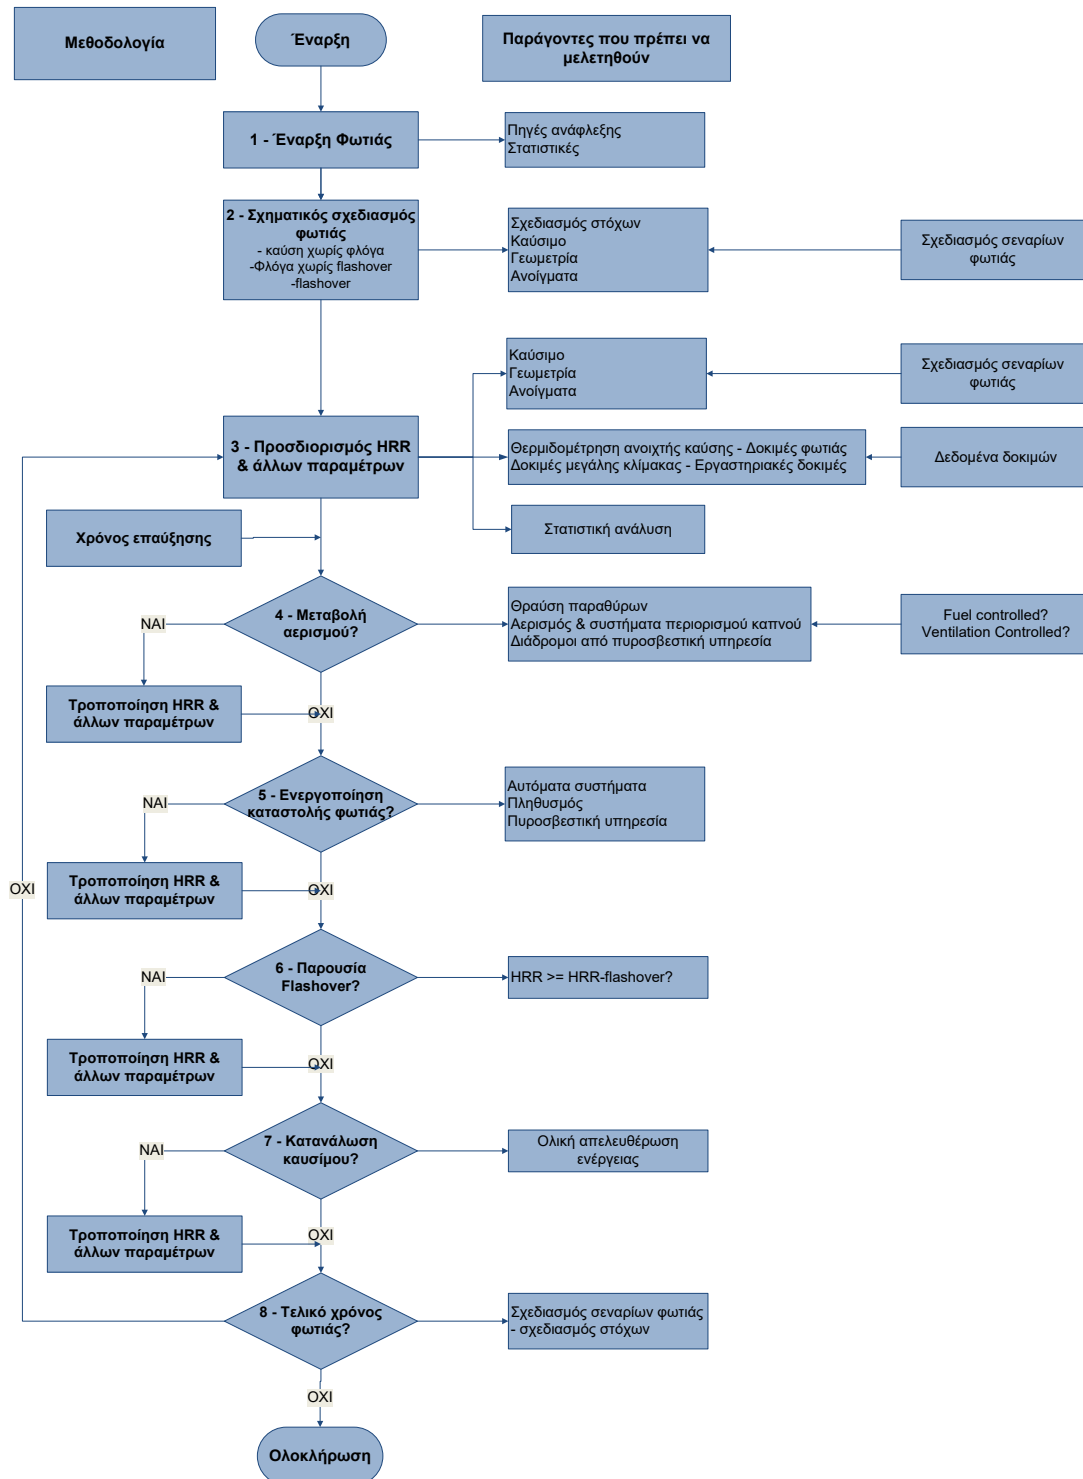 Μεθοδολογία
Έναρξη
Παράγοντες που πρέπει να
μελετηθούν
1 - Έναρξη Φωτιάς
Πηγές ανάφλεξης
Στατιστικές
2 - Σχηματικός σχεδιασμός
φωτιάς
- καύση χωρίς φλόγα
-Φλόγα χωρίς flashover
-flashover
Σχεδιασμός στόχων
Καύσιμο
Γεωμετρία
Ανοίγματα
Σχεδιασμός σεναρίων
φωτιάς
Καύσιμο
Γεωμετρία
Ανοίγματα
Σχεδιασμός σεναρίων
φωτιάς
3 - Προσδιορισμός HRR
& άλλων παραμέτρων
Θερμιδομέτρηση ανοιχτής καύσης - Δοκιμές φωτιάς
Δοκιμές μεγάλης κλίμακας - Εργαστηριακές δοκιμές
Δεδομένα δοκιμών
Στατιστική ανάλυση
Χρόνος επαύξησης
4 - Μεταβολή
αερισμού?
ΝΑΙ
Θραύση παραθύρων
Αερισμός & συστήματα περιορισμού καπνού
Διάδρομοι από πυροσβεστική υπηρεσία
Fuel controlled?
Ventilation Controlled?
Τροποποίηση HRR &
άλλων παραμέτρων
ΟΧΙ
5 - Ενεργοποίηση
καταστολής φωτιάς?
ΝΑΙ
Αυτόματα συστήματα
Πληθυσμός
Πυροσβεστική υπηρεσία
Τροποποίηση HRR &
άλλων παραμέτρων
ΟΧΙ
ΟΧΙ
6 - Παρουσία
Flashover?
ΝΑΙ
HRR >= HRR-flashover?
Τροποποίηση HRR &
άλλων παραμέτρων
ΟΧΙ
7 - Κατανάλωση
καυσίμου?
ΝΑΙ
Ολική απελευθέρωση
ενέργειας
Τροποποίηση HRR &
άλλων παραμέτρων
ΟΧΙ
8 - Τελικό χρόνος
φωτιάς?
Σχεδιασμός σεναρίων φωτιάς
- σχεδιασμός στόχων
ΟΧΙ
Ολοκλήρωση